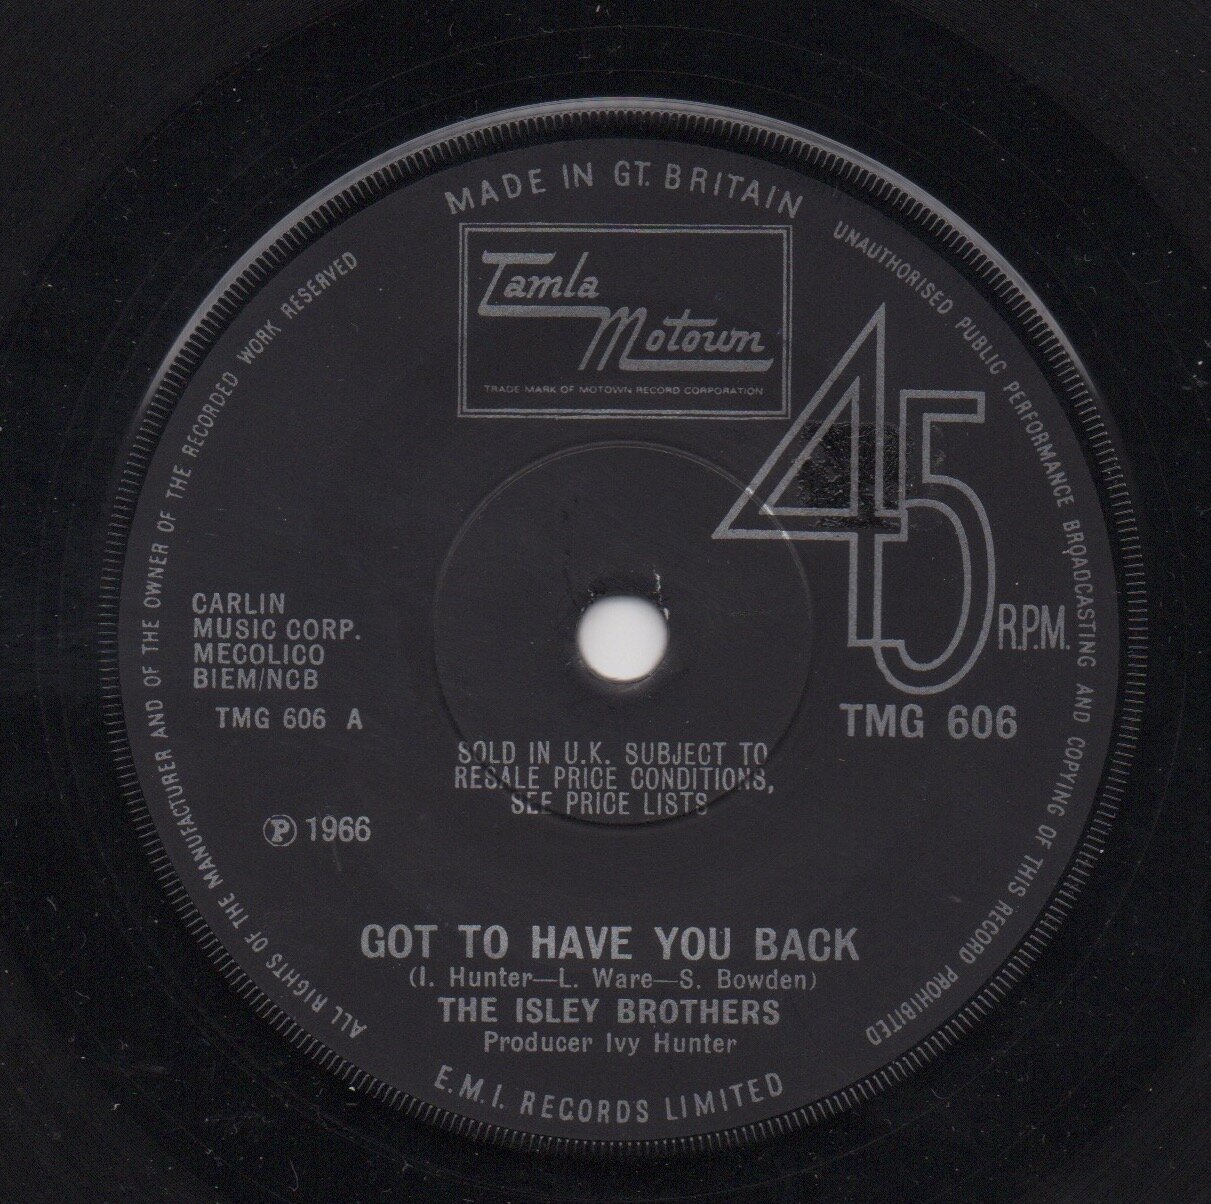 MADE IN GT. BRITAIN
Tamla
Motown
TRADE MARK OF MOTOWN RECORD CORPORATION
45
R.P.M.
TMG 606
CARLIN
MUSIC CORP.
MECOLICO
BIEM/NCB
TMG 606 A
SOLD IN U.K. SUBJECT TO
RESALE PRICE CONDITIONS,
SEE PRICE LISTS
Ⓟ 1966
GOT TO HAVE YOU BACK
(I. Hunter—L. Ware—S. Bowden)
THE ISLEY BROTHERS
Producer Ivy Hunter
E.M.I. RECORDS LIMITED
ALL RIGHTS OF THE MANUFACTURER AND OF THE OWNER OF THE RECORDED WORK RESERVED
UNAUTHORISED PUBLIC PERFORMANCE BROADCASTING AND COPYING OF THIS RECORD PROHIBITED